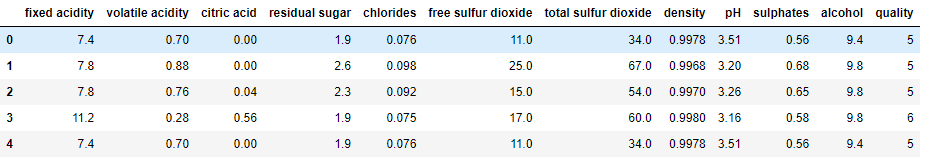 fixed acidity volatile acidity citric acid residual sugar chlorides free sulfur dioxide total sulfur dioxide density pH sulphates alcohol quality
0 7.4 0.70 0.00 1.9 0.076 11.0 34.0 0.9978 3.51 0.56 9.4 5
1 7.8 0.88 0.00 2.6 0.098 25.0 67.0 0.9968 3.20 0.68 9.8 5
2 7.8 0.76 0.04 2.3 0.092 15.0 54.0 0.9970 3.26 0.65 9.8 5
3 11.2 0.28 0.56 1.9 0.075 17.0 60.0 0.9980 3.16 0.58 9.8 6
4 7.4 0.70 0.00 1.9 0.076 11.0 34.0 0.9978 3.51 0.56 9.4 5